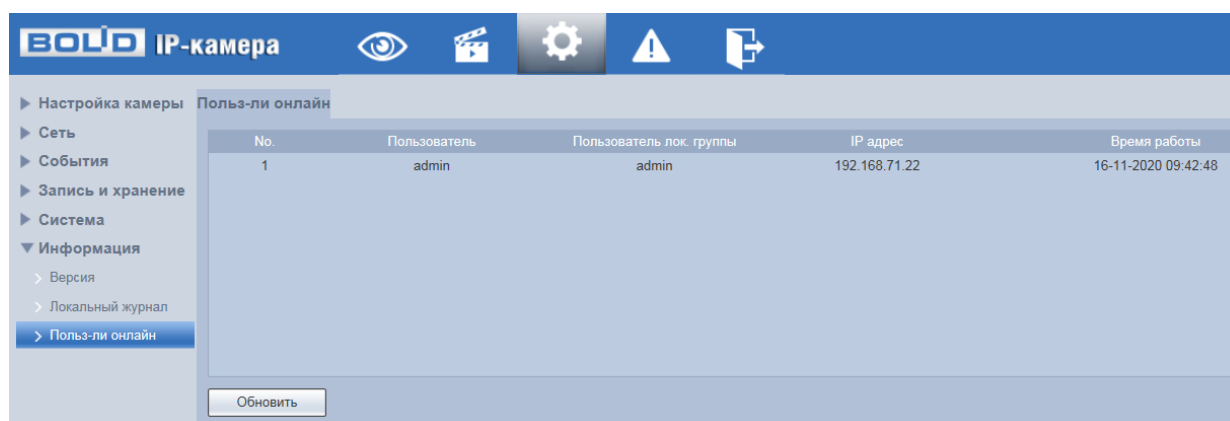 BOLID IP-камера
Настройка камеры
Сеть
События
Запись и хранение
Система
Информация
Версия
Локальный журнал
Польз-ли онлайн
Польз-ли онлайн
No. Пользователь Пользователь лок. группы IP адрес Время работы
1 admin admin 192.168.71.22 16-11-2020 09:42:48
Обновить